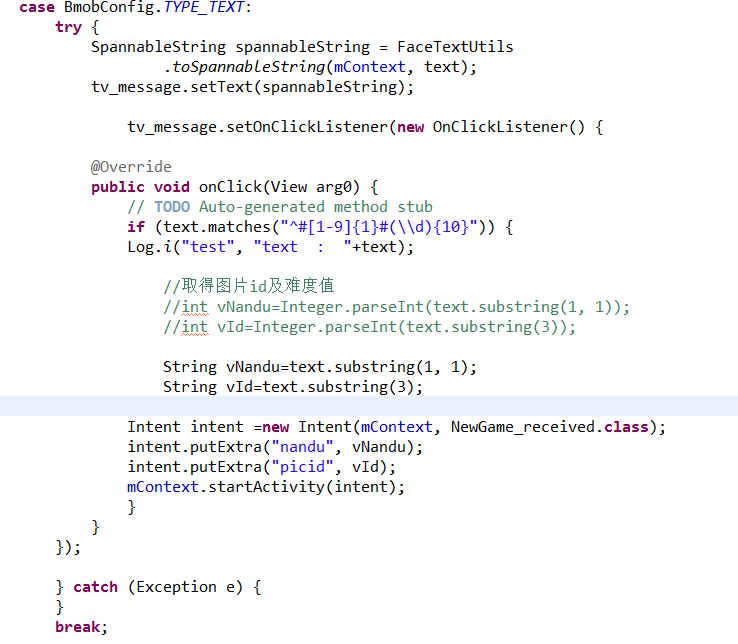 case BmobConfig.TYPE_TEXT:
try {
SpannableString spannableString = FaceTextUtils
.toSpannableString(mContext, text);
tv_message.setText(spannableString);
tv_message.setOnClickListener(new OnClickListener() {
@Override
public void onClick(View arg0) {
// TODO Auto-generated method stub
if (text.matches("^#[1-9]{1}#(\\d){10}")) {
Log.i("test", "text  :  "+text);
//取得图片id及难度值
//int vNandu=Integer.parseInt(text.substring(1, 1));
//int vId=Integer.parseInt(text.substring(3));
String vNandu=text.substring(1, 1);
String vId=text.substring(3);
Intent intent =new Intent(mContext, NewGame_received.class);
intent.putExtra("nandu", vNandu);
intent.putExtra("picid", vId);
mContext.startActivity(intent);
}
}
});
} catch (Exception e) {
}
break;